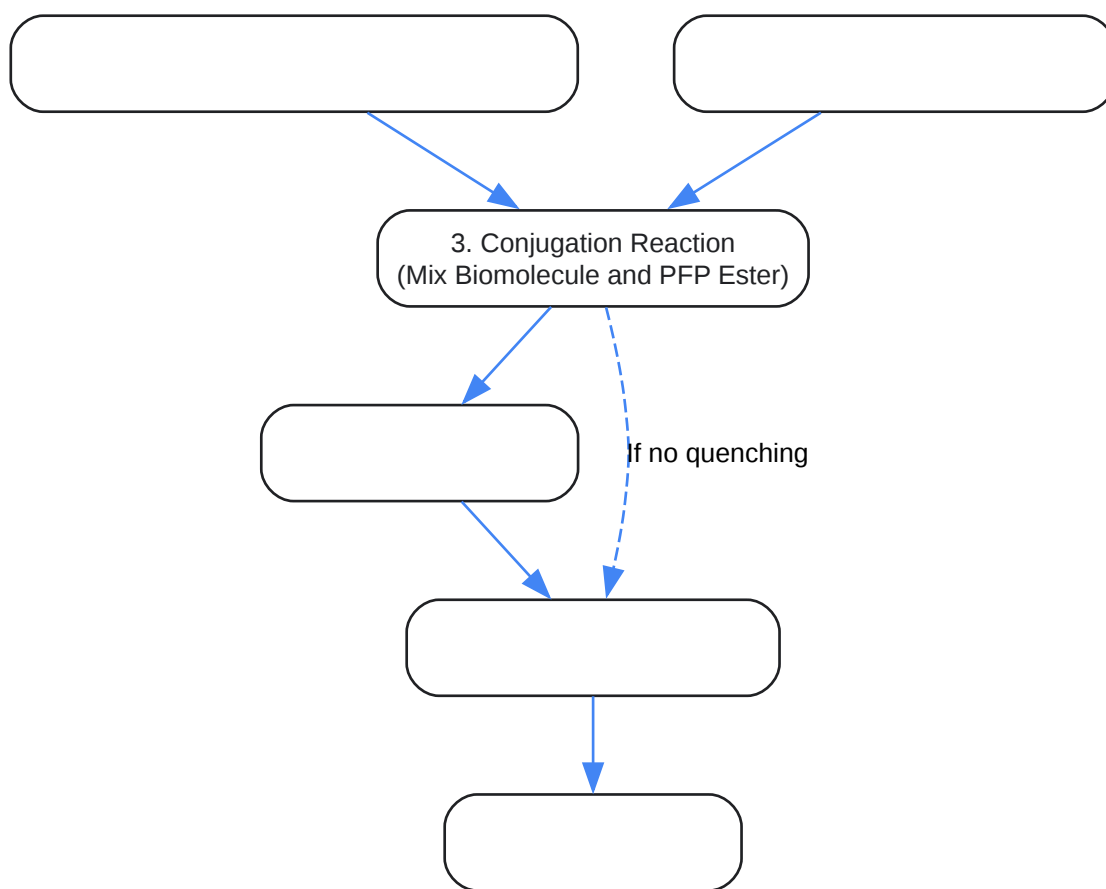 3. Conjugation Reaction
(Mix Biomolecule and PFP Ester)
If no quenching